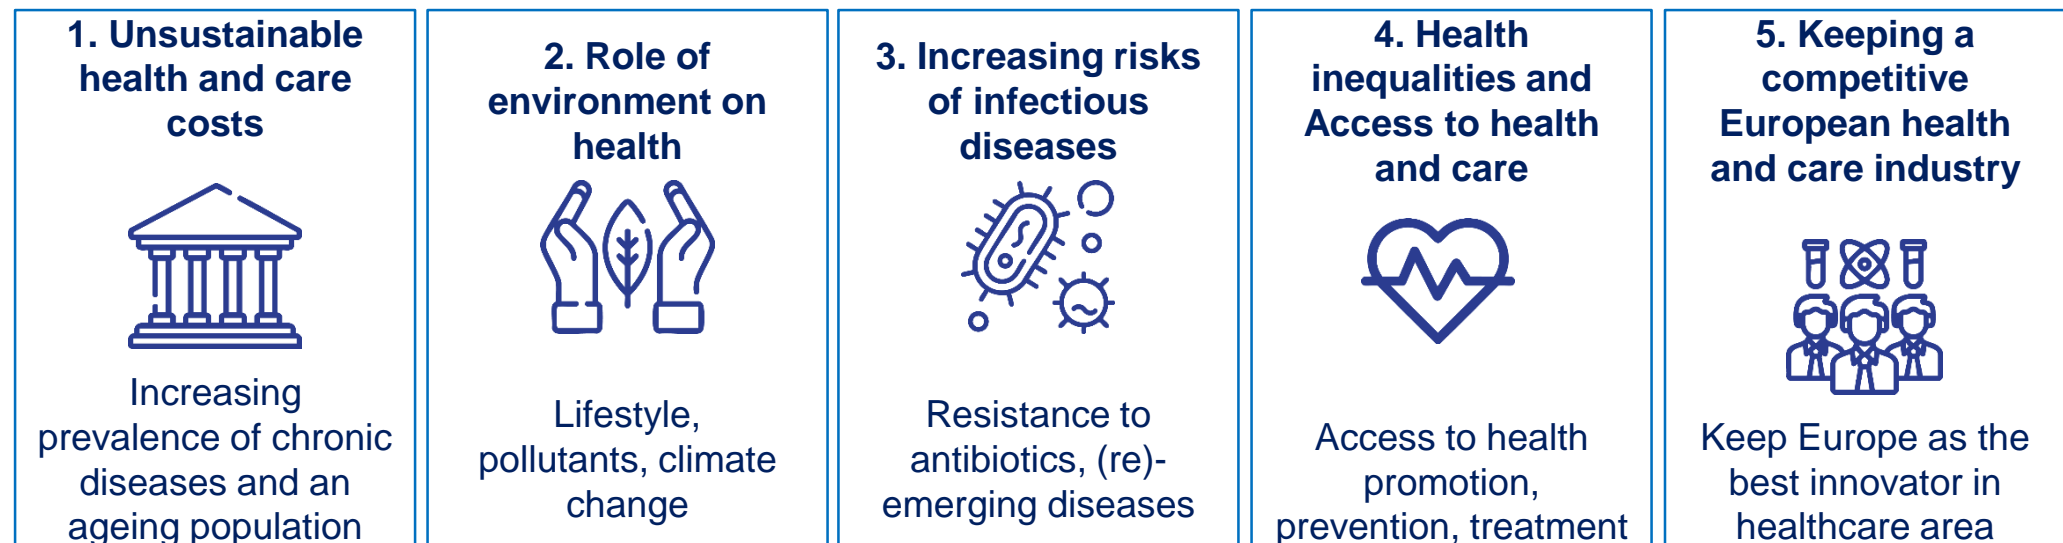 1. Unsustainable
health and care
costs
Increasing
prevalence of chronic
diseases and an
ageing population
2. Role of
environment on
health
Lifestyle,
pollutants, climate
change
3. Increasing risks
of infectious
diseases
Resistance to
antibiotics, (re)-
emerging diseases
4. Health
inequalities and
Access to health
and care
Access to health
promotion,
prevention, treatment
5. Keeping a
competitive
European health
and care industry
Keep Europe as the
best innovator in
healthcare area